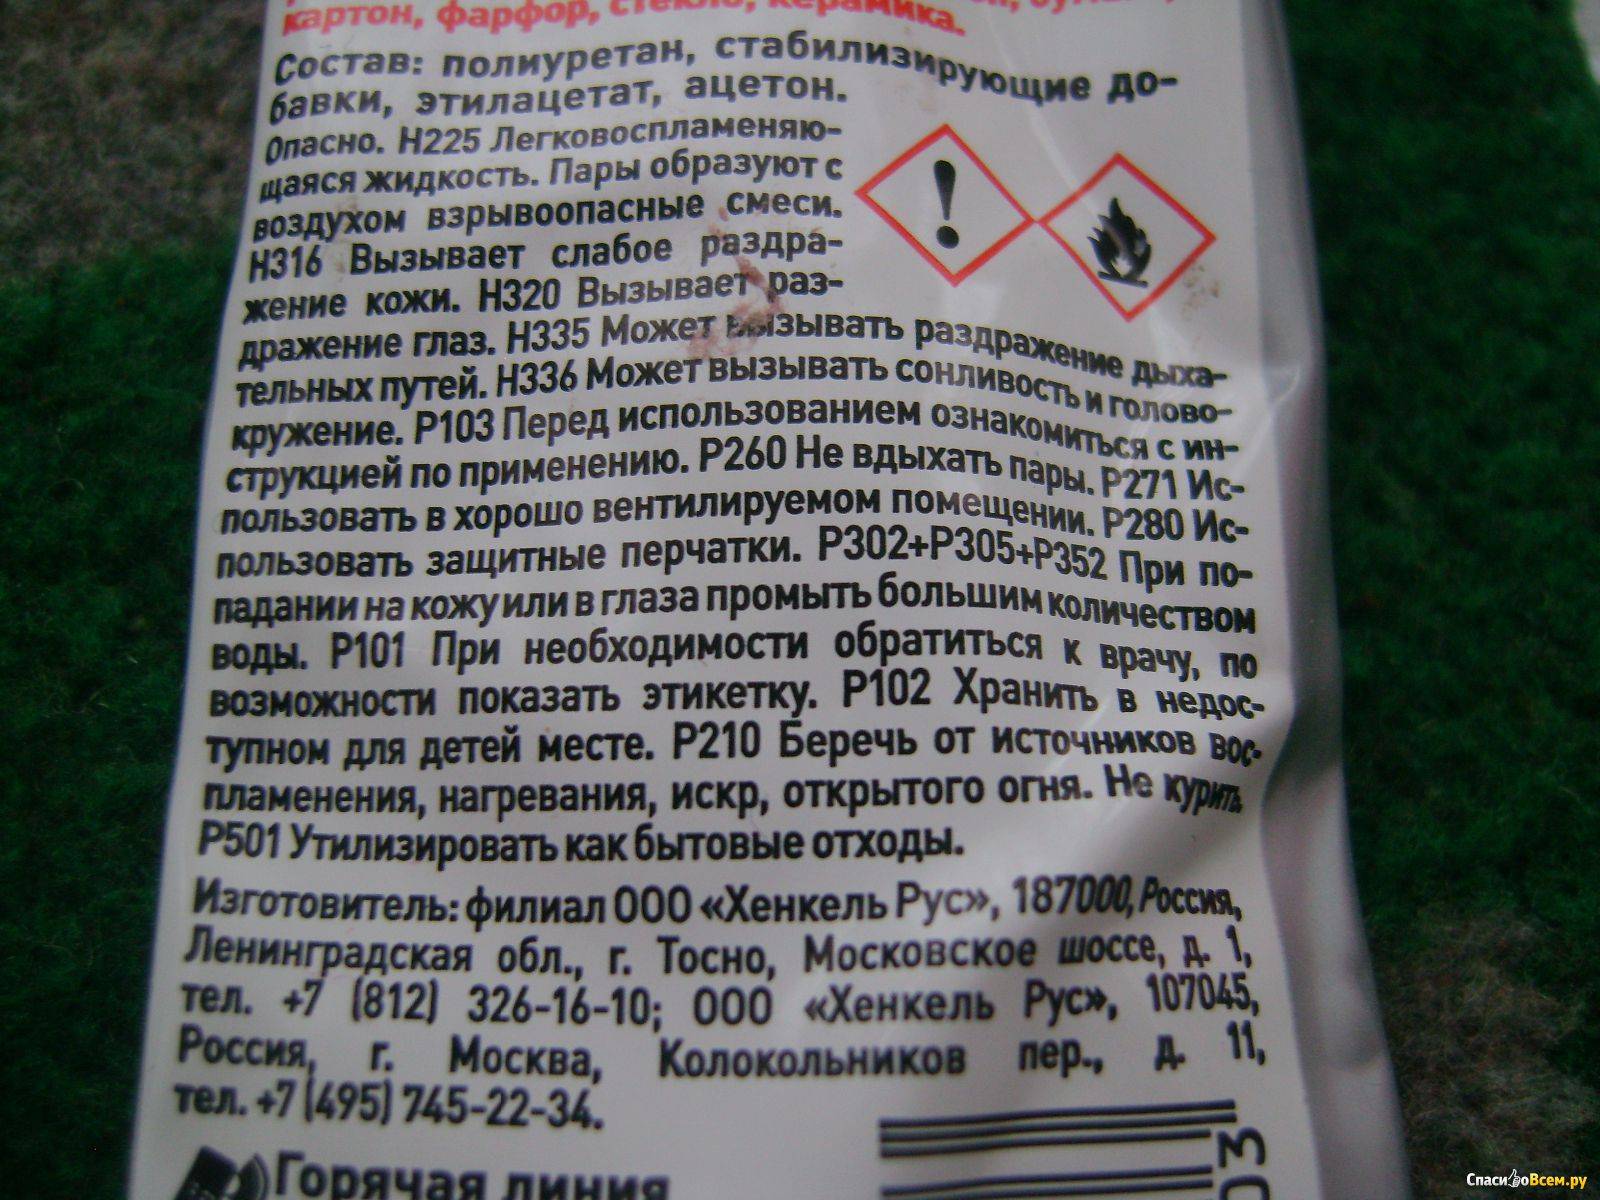 картон, фарфор, стекло, керамика.
Состав: полиуретан, стабилизирующие до-
бавки, этилацетат, ацетон.
Опасно. Н225 Легковоспламеняю-
щаяся жидкость. Пары образуют с
воздухом взрывоопасные смеси.
Н316 Вызывает слабое раздра-
жение кожи. Н320 Вызывает раз-
дражение глаз. Н335 Может вызывать раздражение дыха-
тельных путей. Н336 Может вызывать сонливость и голово-
кружение. Р103 Перед использованием ознакомиться с ин-
струкцией по применению. Р260 Не вдыхать пары. Р271 Ис-
пользовать в хорошо вентилируемом помещении. Р280 Ис-
пользовать защитные перчатки. Р302+Р305+Р352 При по-
падании на кожу или в глаза промыть большим количеством
воды. Р101 При необходимости обратиться к врачу, по
возможности показать этикетку. Р102 Хранить в недос-
тупном для детей месте. Р210 Беречь от источников вос-
пламенения, нагревания, искр, открытого огня. Не курить
Р501 Утилизировать как бытовые отходы.
Изготовитель: филиал ООО «Хенкель Рус», 187000, Россия,
Ленинградская обл., г. Тосно, Московское шоссе, д. 1,
тел. +7 (812) 326-16-10; ООО «Хенкель Рус», 107045,
Россия, г. Москва, Колокольников пер., д. 11,
тел. +7 (495) 745-22-34.
Горячая линия
03
СпасибоВсем.ру